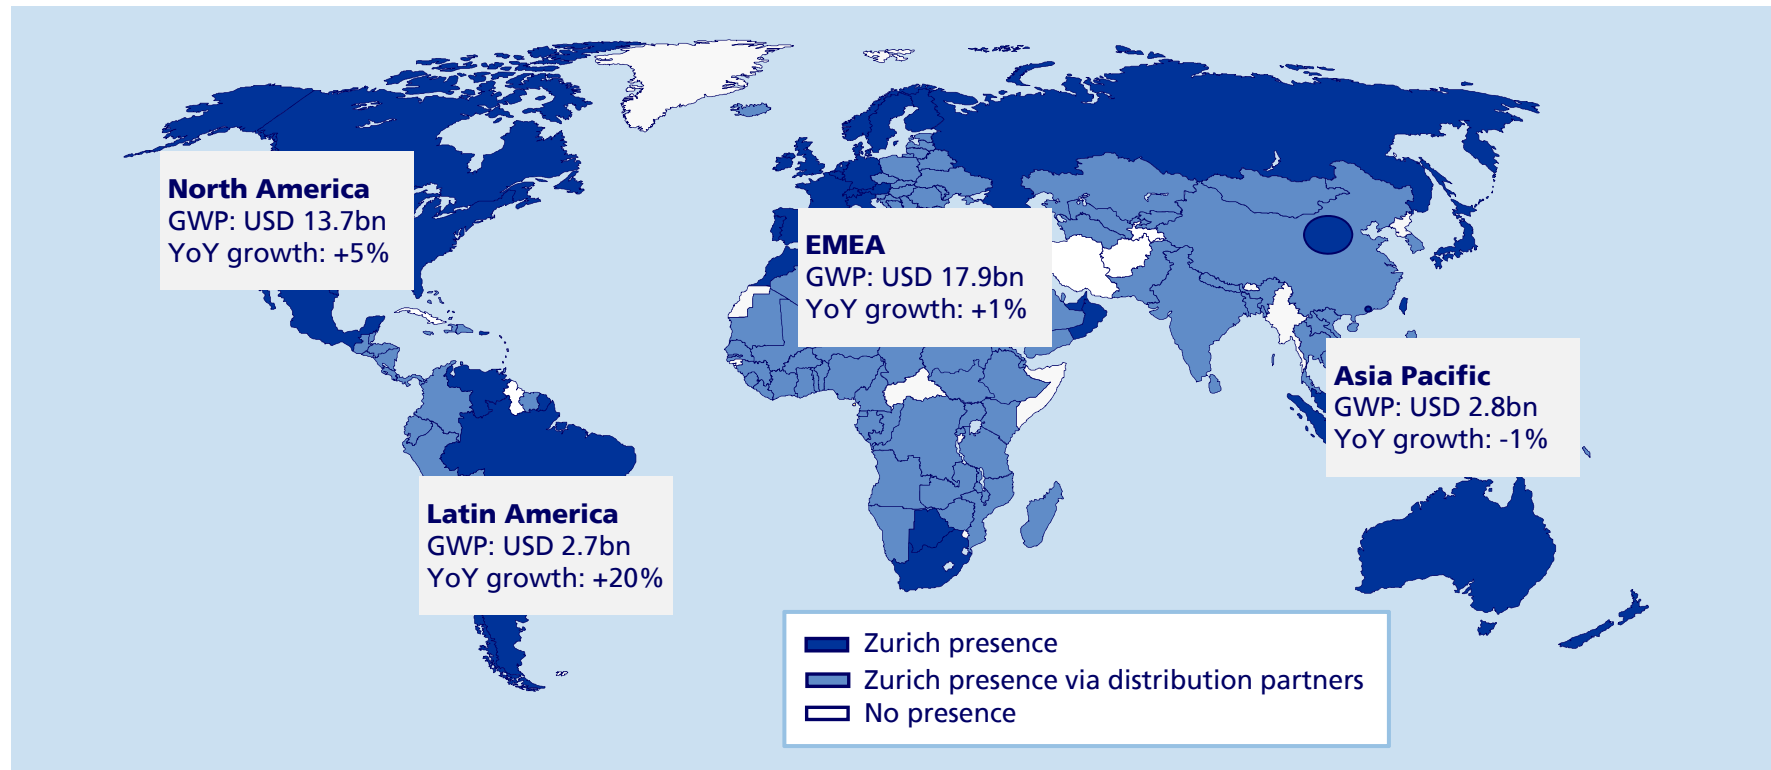 North America
GWP: USD 13.7bn
YoY growth: +5%
EMEA
GWP: USD 17.9bn
YoY growth: +1%
Asia Pacific
GWP: USD 2.8bn
YoY growth: -1%
Latin America
GWP: USD 2.7bn
YoY growth: +20%
Zurich presence
Zurich presence via distribution partners
No presence